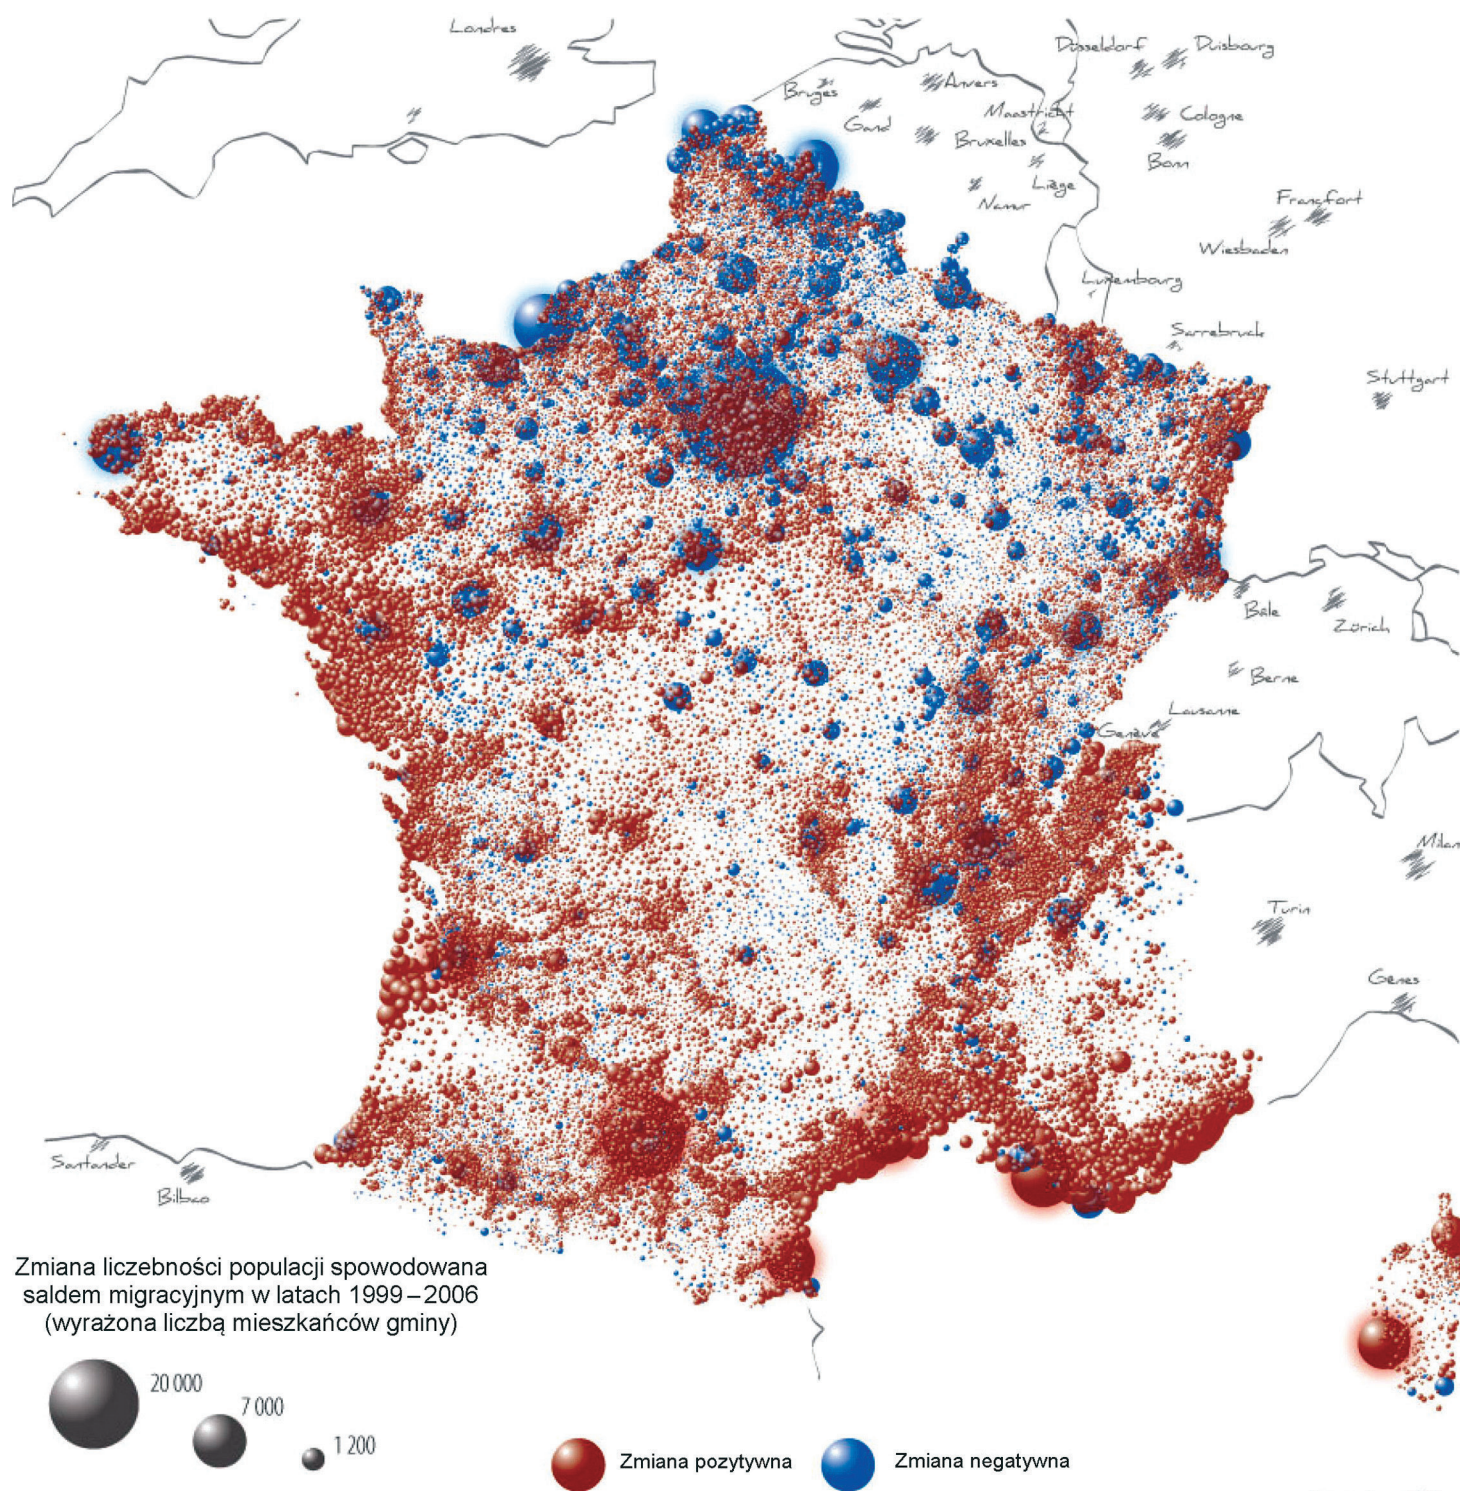 Londres
Düsseldorf
Duisbourg
Bruges
Anvers
Gand
Maastricht
Cologne
Bruxelles
Bonn
Liège
Namur
Francfort
Wiesbaden
Luxembourg
Sarrebruck
Stuttgart
Bâle
Zürich
Berne
Lausanne
Genève
Milan
Turin
Gênes
Santander
Bilbao
Zmiana liczebności populacji spowodowana
saldem migracyjnym w latach 1999–2006
(wyrażona liczbą mieszkańców gminy)
20 000
7 000
1 200
Zmiana pozytywna
Zmiana negatywna